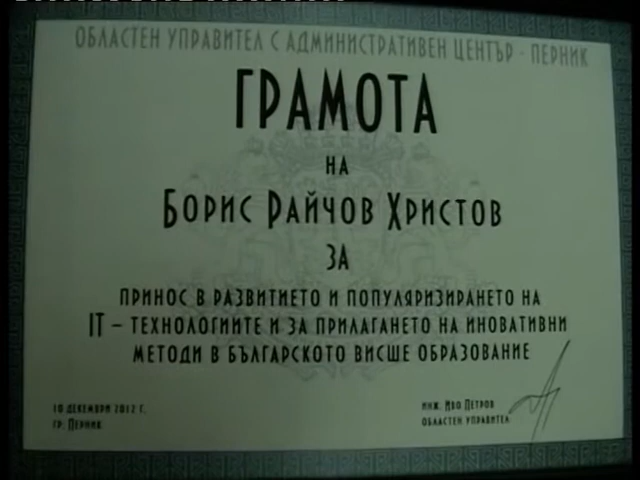 ОБЛАСТЕН УПРАВИТЕЛ С АДМИНИСТРАТИВЕН ЦЕНТЪР - ПЕРНИК
ГРАМОТА
НА
БОРИС РАЙЧОВ ХРИСТОВ
ЗА
ПРИНОС В РАЗВИТИЕТО И ПОПУЛЯРИЗИРАНЕТО НА
IT – ТЕХНОЛОГИИТЕ И ЗА ПРИЛАГАНЕТО НА ИНОВАТИВНИ
МЕТОДИ В БЪЛГАРСКОТО ВИСШЕ ОБРАЗОВАНИЕ
10 ДЕКЕМВРИ 2012 Г.
ГР. ПЕРНИК
ИНЖ. ИВО ПЕТРОВ
ОБЛАСТЕН УПРАВИТЕЛ